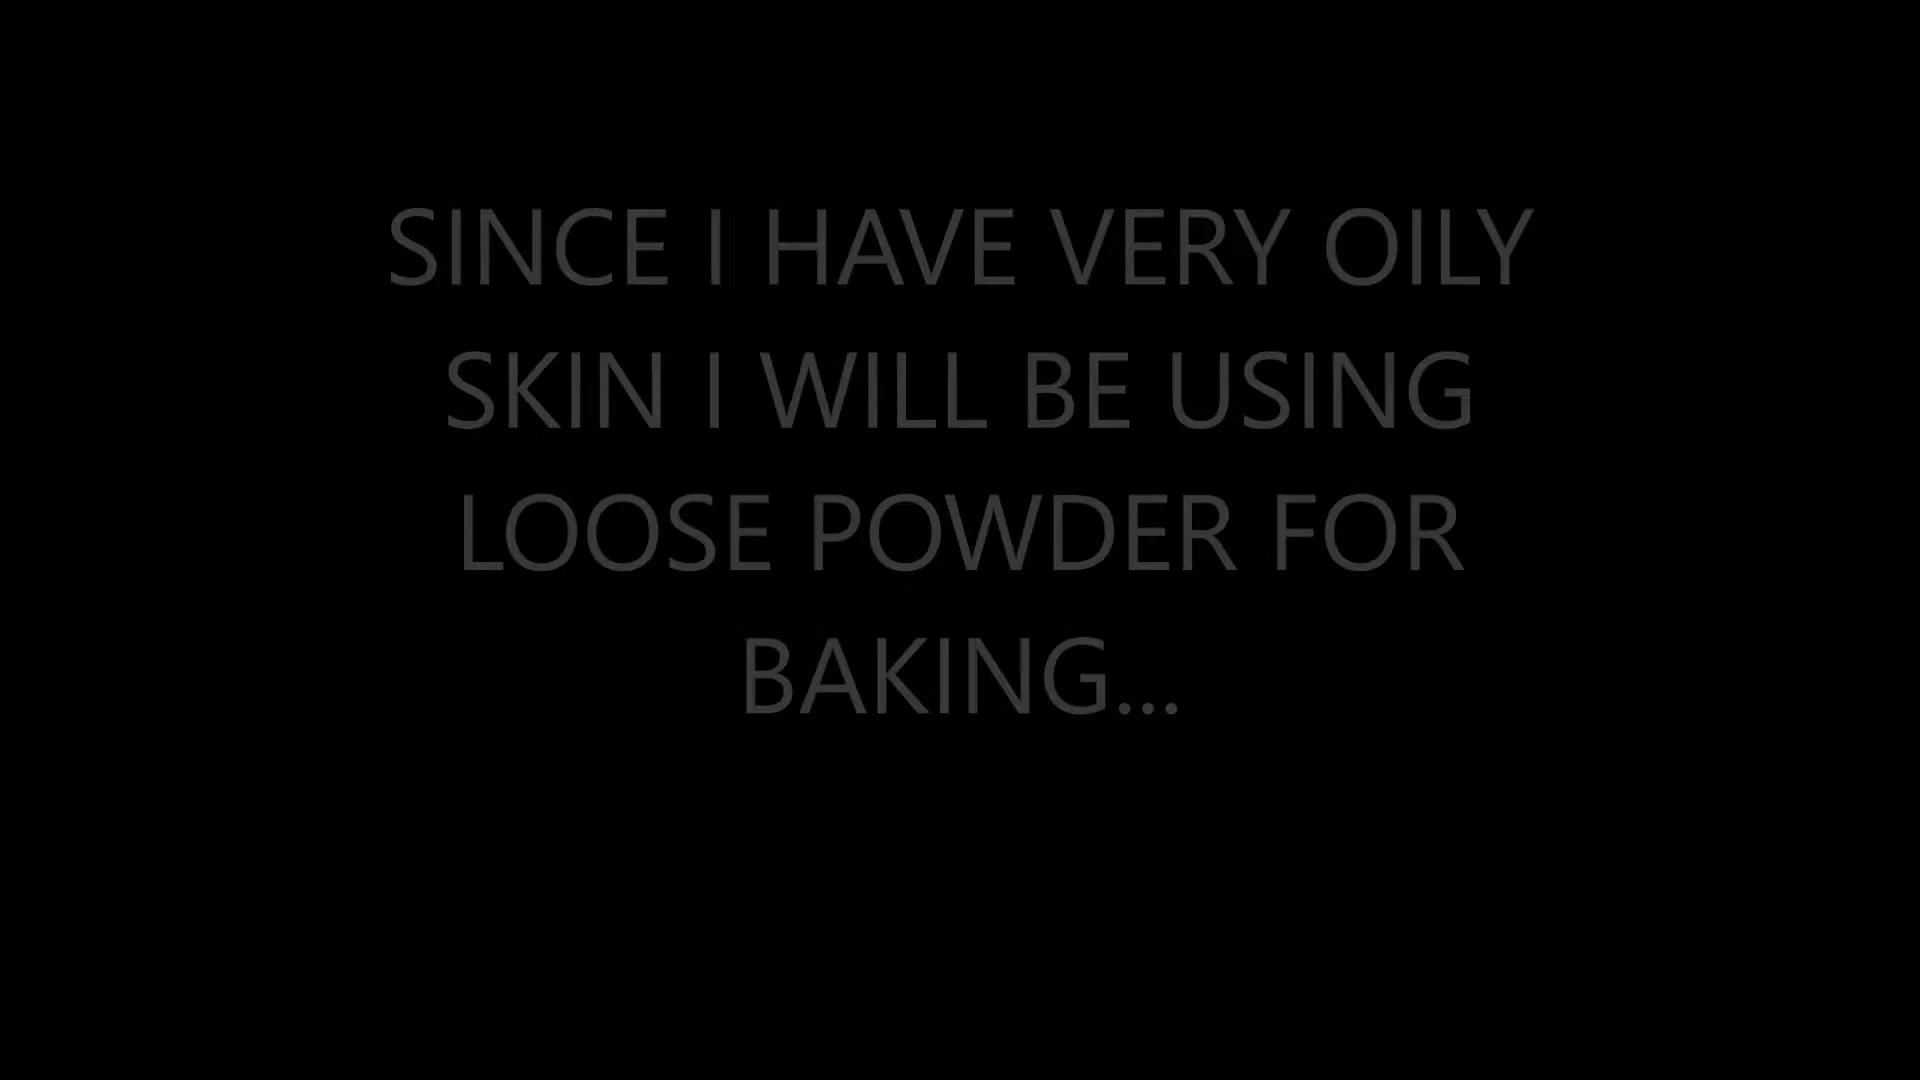 SINCE I HAVE VERY OILY
SKIN I WILL BE USING
LOOSE POWDER FOR
BAKING...